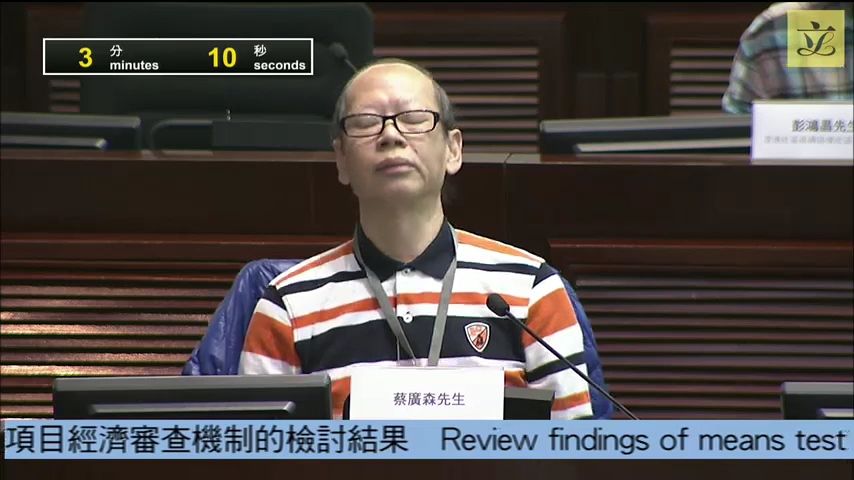 3 分 minutes 10 秒 seconds
立
彭鴻昌先生
蔡廣森先生
項目經濟審查機制的檢討結果 Review findings of means test